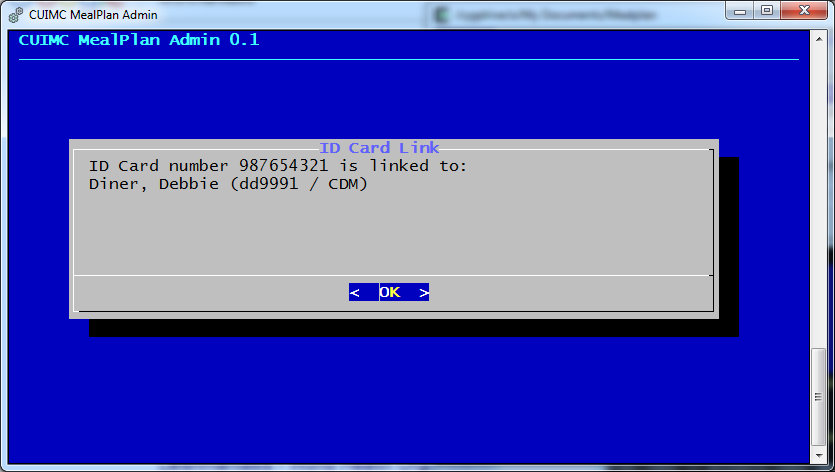 CUIMC MealPlan Admin
CUIMC MealPlan Admin 0.1
ID Card Link
ID Card number 987654321 is linked to:
Diner, Debbie (dd9991 / CDM)
< OK >